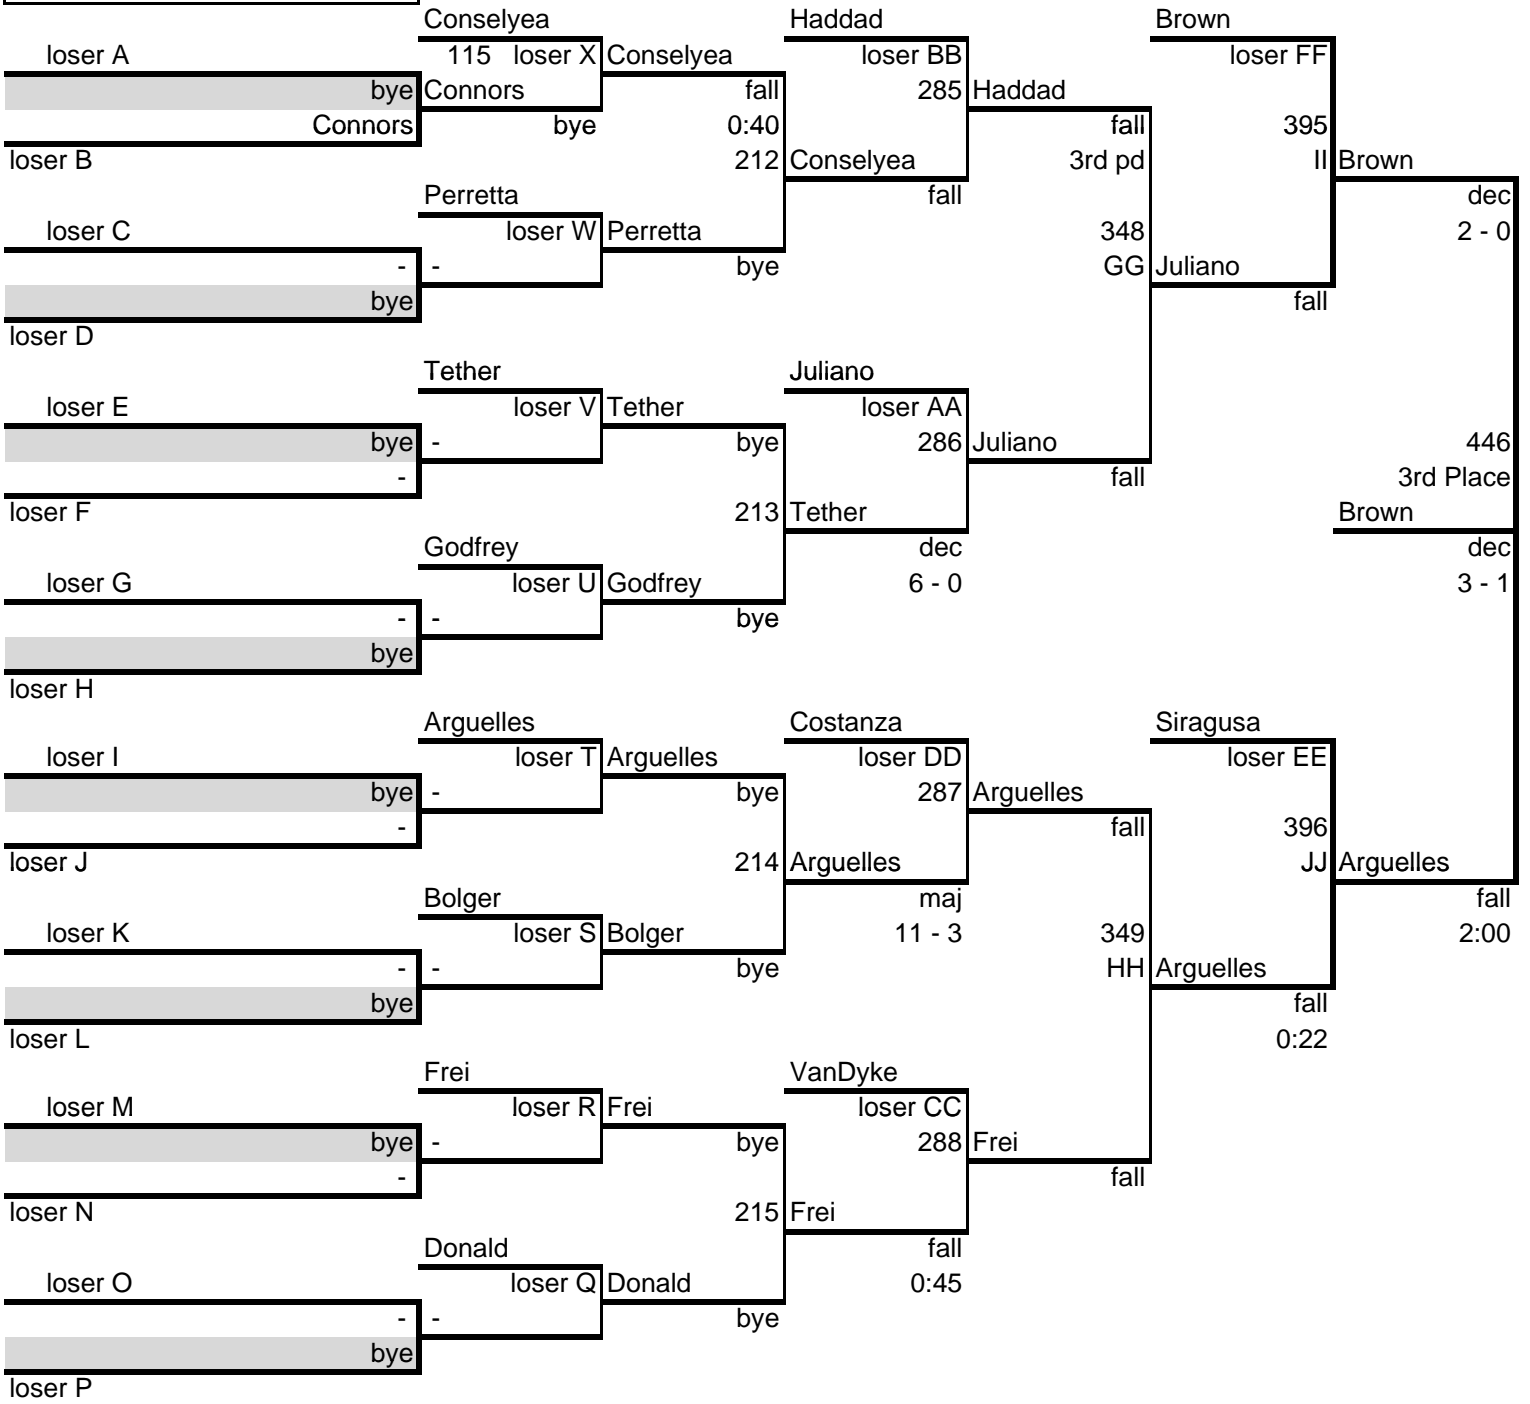 Conselyea Haddad Brown
loser A 115 loser X Conselyea loser BB loser FF
bye Connors fall 285 Haddad
Connors bye 0:40 fall 395
loser B 212 Conselyea 3rd pd II Brown
Perretta fall dec
loser C loser W Perretta 348 2 - 0
- - bye GG Juliano
bye fall
loser D
Tether Juliano
loser E loser V Tether loser AA
bye - bye 286 Juliano 446
- fall 3rd Place
loser F 213 Tether Brown
Godfrey dec dec
loser G loser U Godfrey 6 - 0 3 - 1
- - bye
bye
loser H
Arguelles Costanza Siragusa
loser I loser T Arguelles loser DD loser EE
bye - bye 287 Arguelles
- fall 396
loser J 214 Arguelles JJ Arguelles
Bolger maj fall
loser K loser S Bolger 11 - 3 349 2:00
- - bye HH Arguelles
bye fall
loser L 0:22
Frei VanDyke
loser M loser R Frei loser CC
bye - bye 288 Frei
- fall
loser N 215 Frei
Donald fall
loser O loser Q Donald 0:45
- - bye
bye
loser P